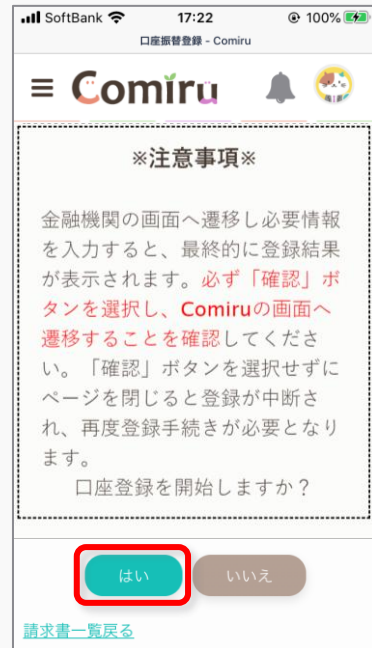 SoftBank 17:22 100%
口座振替登録 - Comiru
Comiru
※注意事項※
金融機関の画面へ遷移し必要情報
を入力すると、最終的に登録結果
が表示されます。必ず「確認」ボ
タンを選択し、Comiruの画面へ
遷移することを確認してくださ
い。「確認」ボタンを選択せずに
ページを閉じると登録が中断さ
れ、再度登録手続きが必要となり
ます。
口座登録を開始しますか？
はい いいえ
請求書一覧戻る